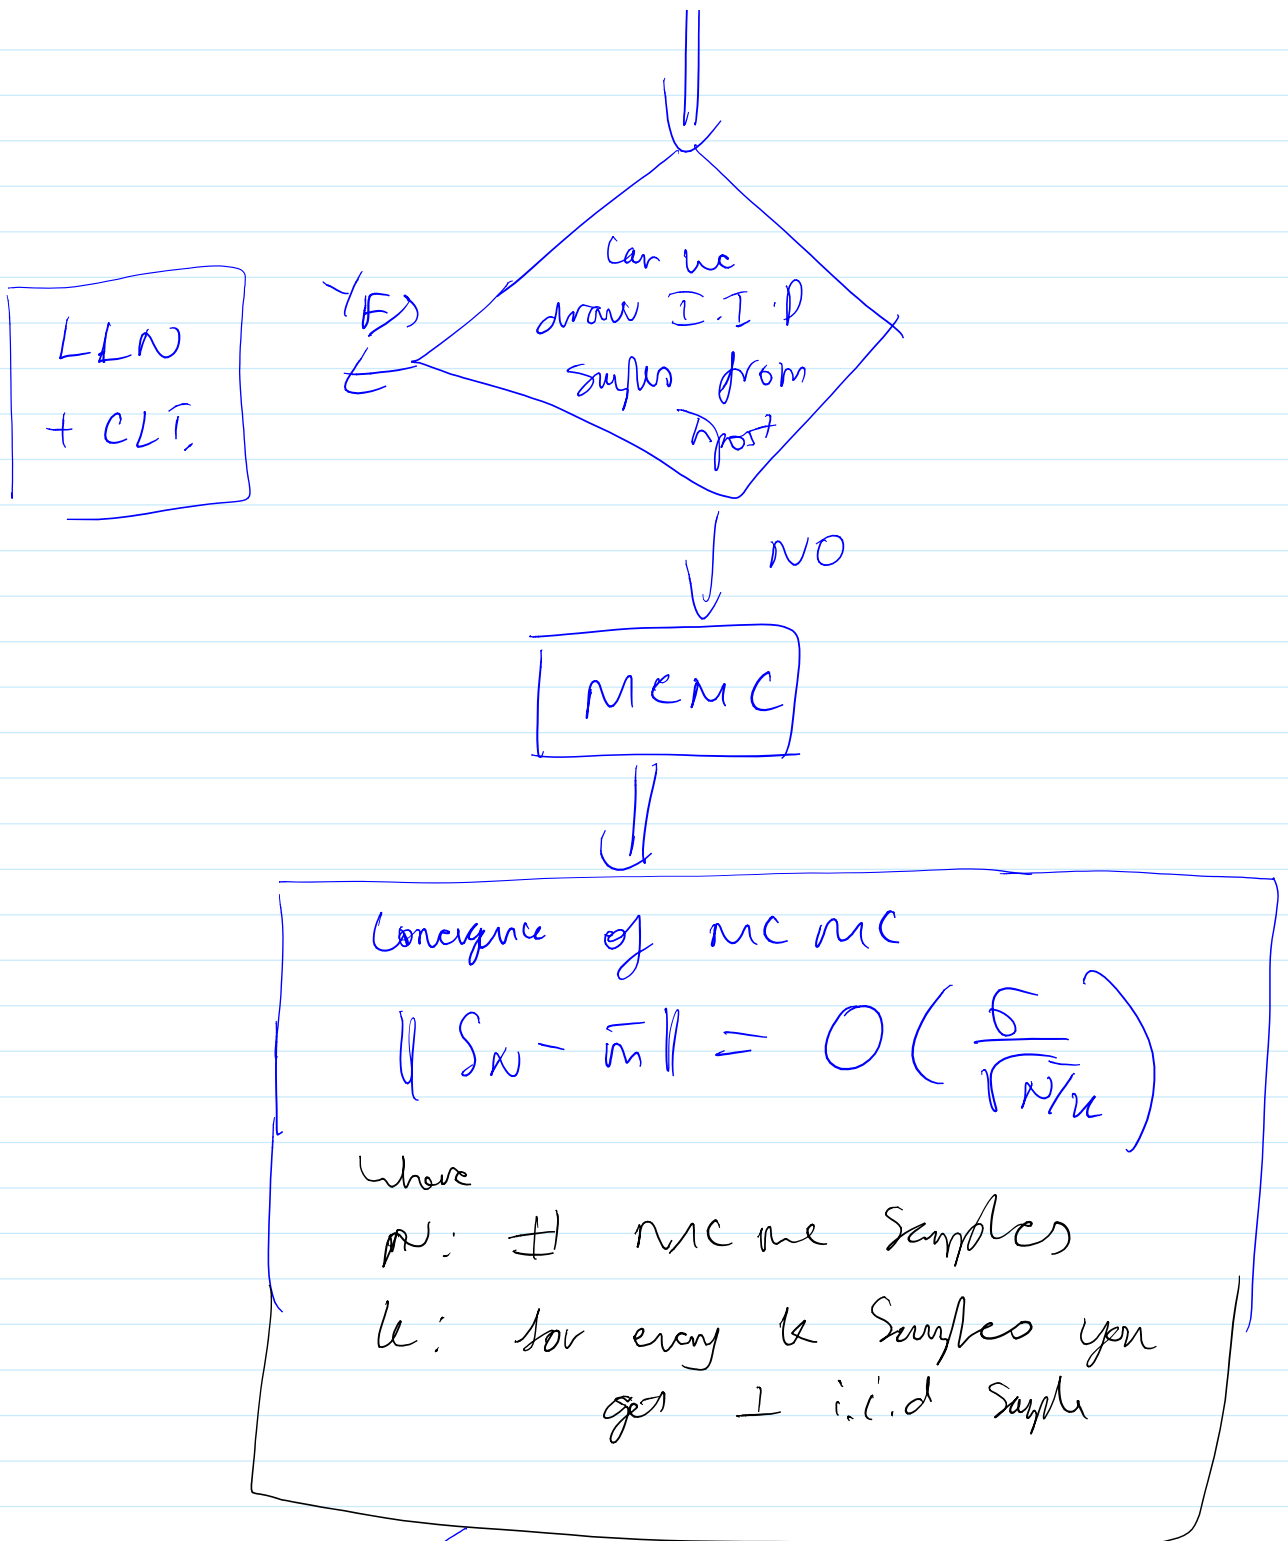 Can we
draw I.I.D
samples from
πpost
YES
LLN
+ CLT.
NO
MCMC
Convergence of MCMC
‖ S_N - m̄ ‖ = O( σ / √(N/k) )
where
N: # MCMC Samples
k: for every k Samples you
get 1 i.i.d sample